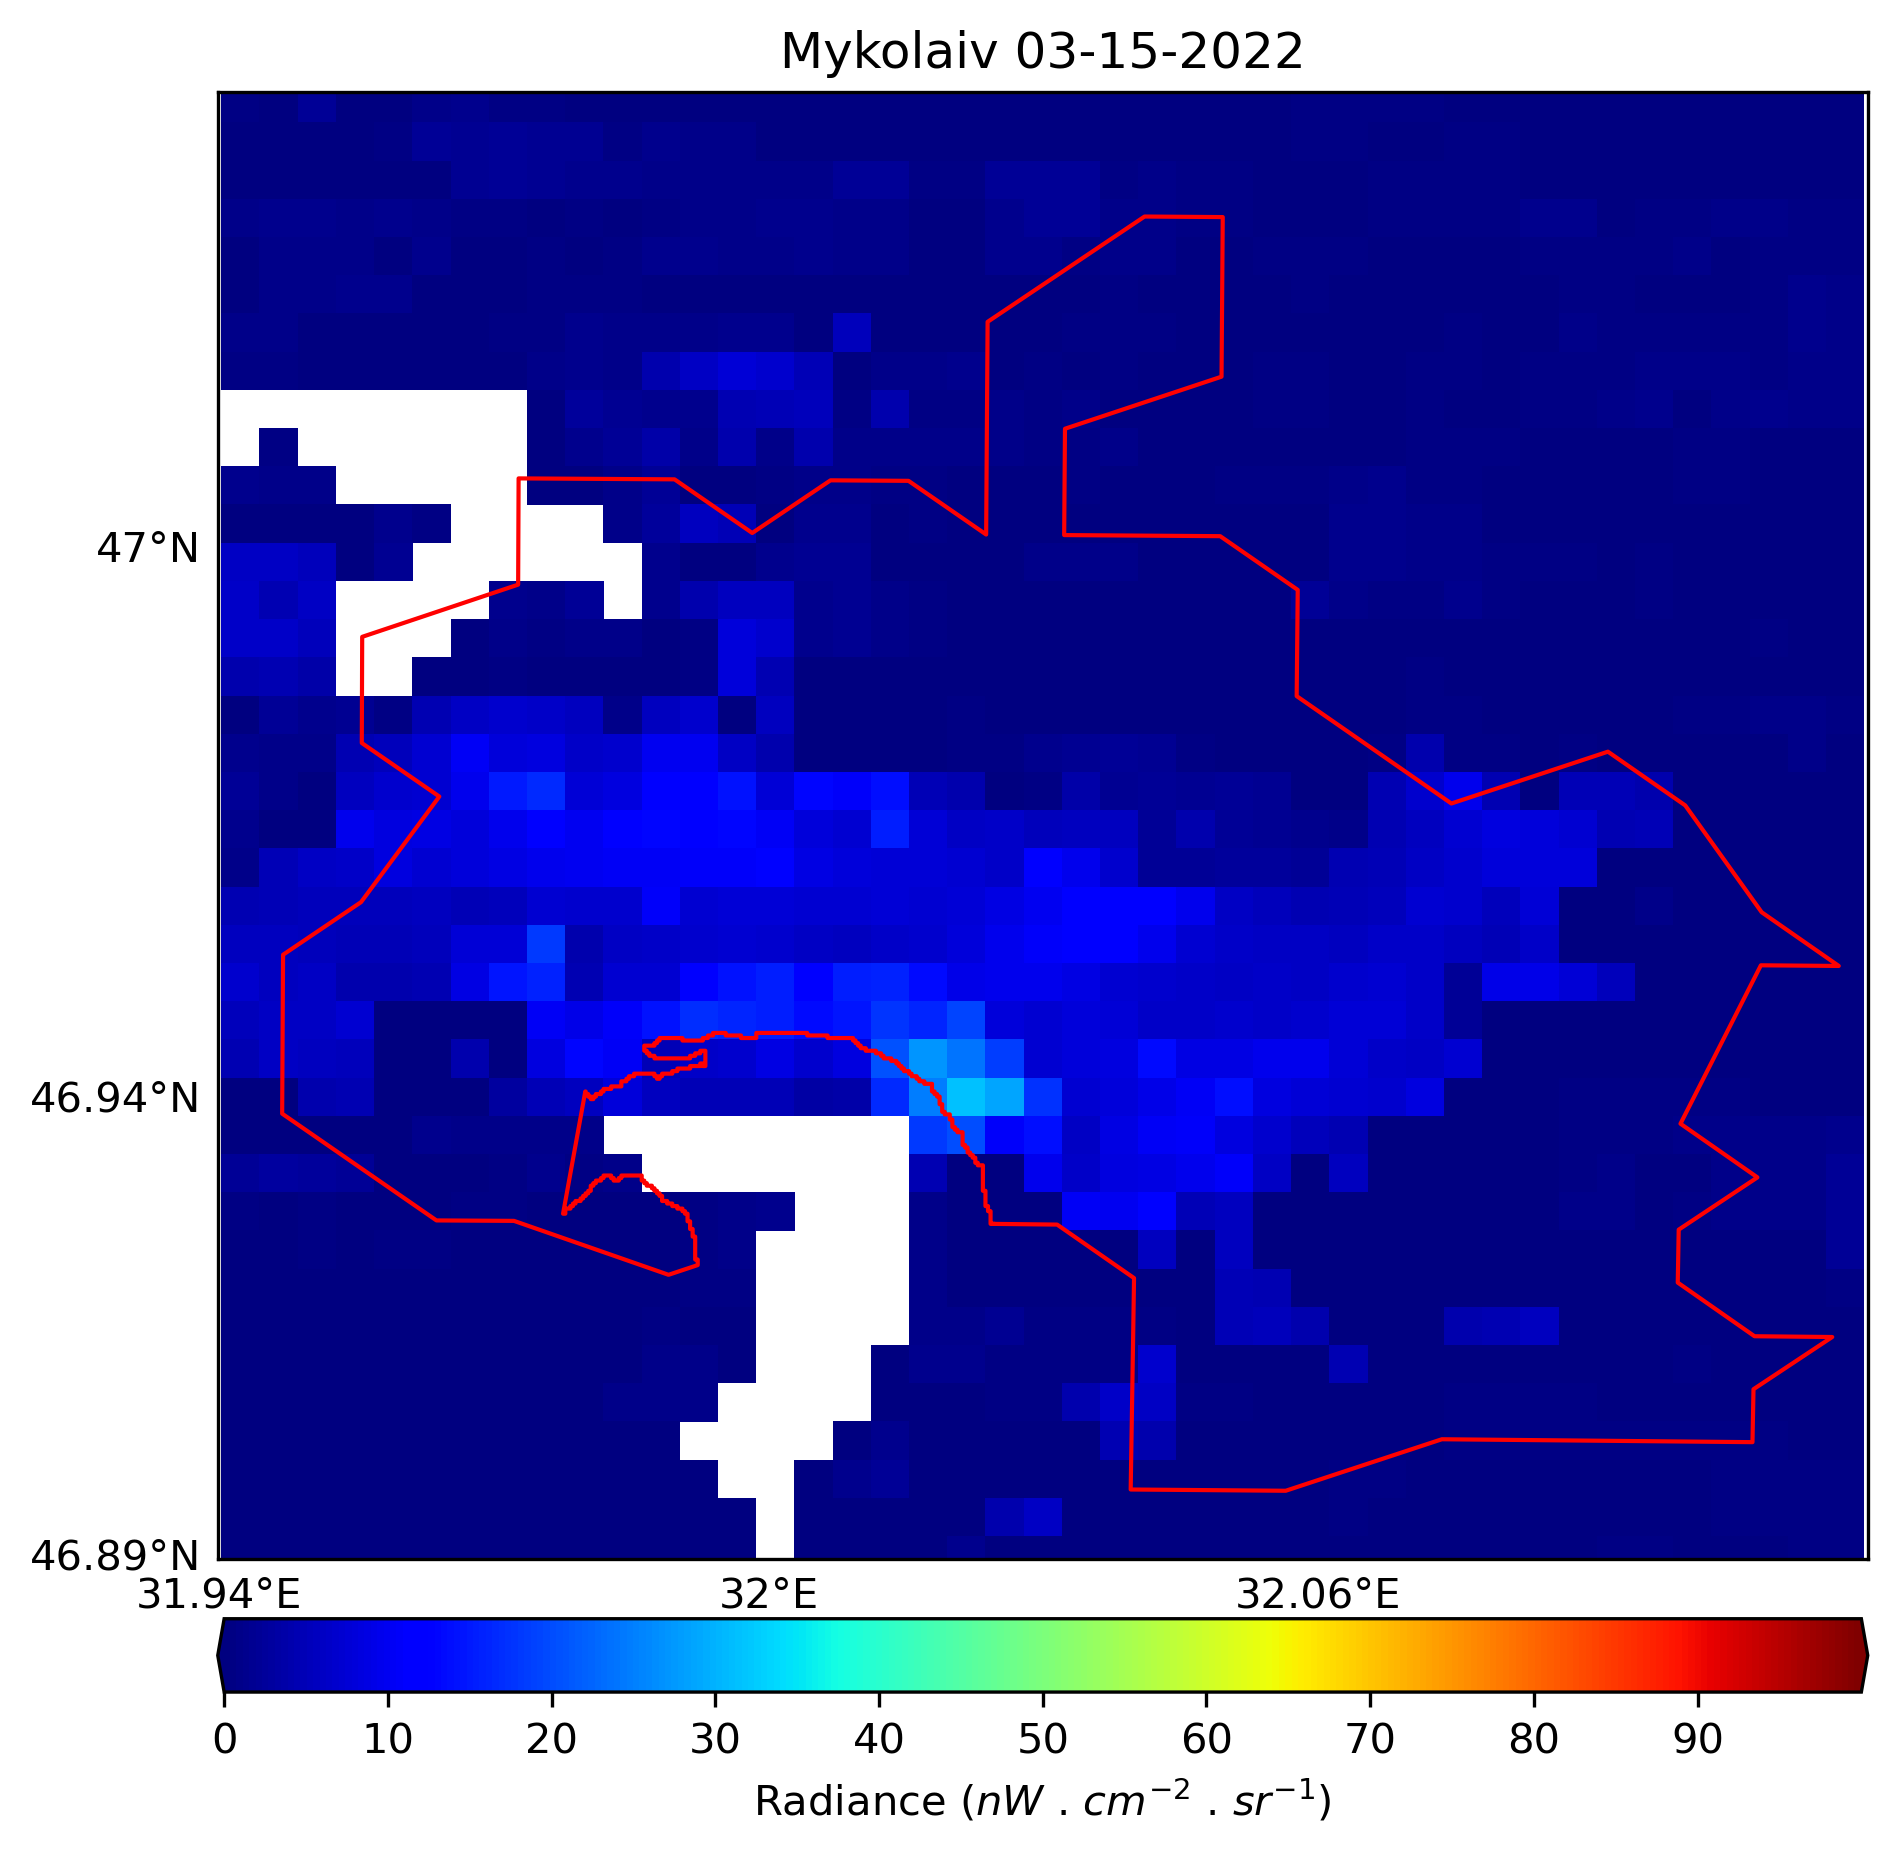 Mykolaiv 03-15-2022
47°N
46.94°N
46.89°N
31.94°E 32°E 32.06°E
0 10 20 30 40 50 60 70 80 90
Radiance (nW . cm⁻² . sr⁻¹)